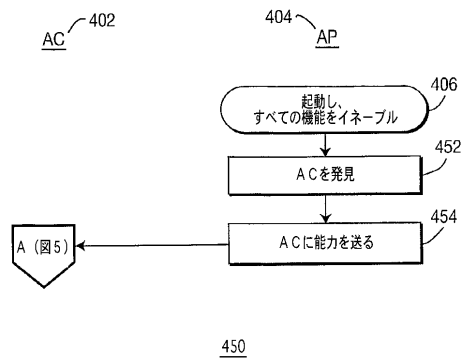 AC 402
404 AP
起動し、
すべての機能をイネーブル
406
ACを発見
452
ACに能力を送る
454
A(図5)
450